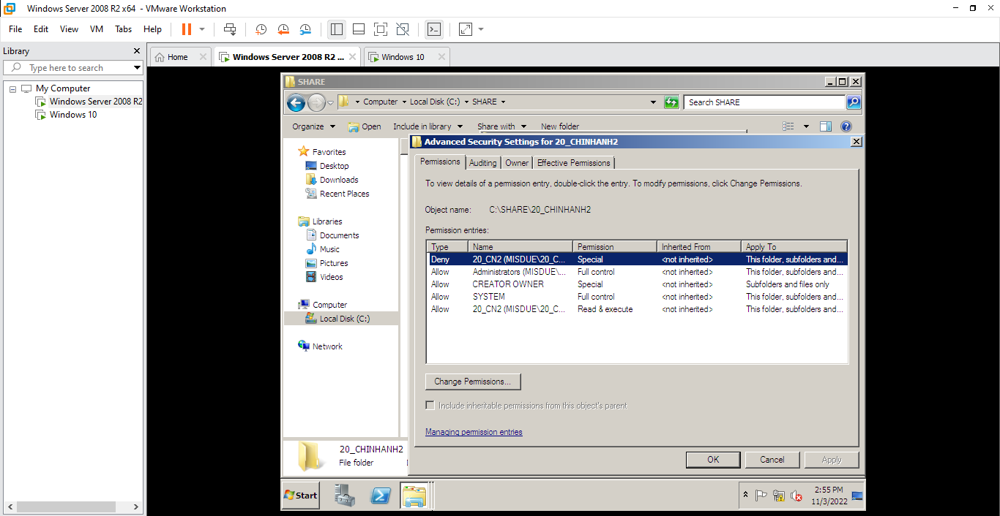 Windows Server 2008 R2 x64 - VMware Workstation
File Edit View VM Tabs Help
Library
Type here to search
My Computer
Windows Server 2008 R2
Windows 10
Home
Windows Server 2008 R2 ...
Windows 10
SHARE
Computer Local Disk (C:) SHARE
Search SHARE
Organize Open Include in library Share with New folder
Favorites
Desktop
Downloads
Recent Places
Libraries
Documents
Music
Pictures
Videos
Computer
Local Disk (C:)
Network
20_CHINHANH2
File folder
Advanced Security Settings for 20_CHINHANH2
Permissions Auditing Owner Effective Permissions
To view details of a permission entry, double-click the entry. To modify permissions, click Change Permissions.
Object name: C:\SHARE\20_CHINHANH2
Permission entries:
Type Name Permission Inherited From Apply To
Deny 20_CN2 (MISDUE\20_C... Special <not inherited> This folder, subfolders and...
Allow Administrators (MISDUE\... Full control <not inherited> This folder, subfolders and...
Allow CREATOR OWNER Special <not inherited> Subfolders and files only
Allow SYSTEM Full control <not inherited> This folder, subfolders and...
Allow 20_CN2 (MISDUE\20_C... Read & execute <not inherited> This folder, subfolders and...
Change Permissions...
Include inheritable permissions from this object's parent
Managing permission entries
OK Cancel Apply
Start
2:55 PM
11/3/2022